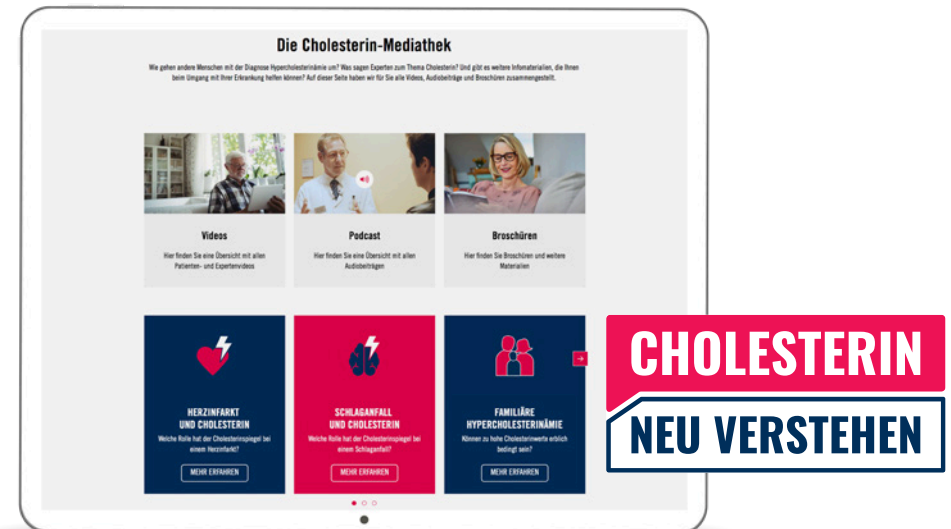 Die Cholesterin-Mediathek
Wie gehen andere Menschen mit der Diagnose Hypercholesterinämie um? Was sagen Experten zum Thema Cholesterin? Und gibt es weitere Infomaterialien, die Ihnen
beim Umgang mit Ihrer Erkrankung helfen können? Auf dieser Seite haben wir für Sie alle Videos, Audiobeiträge und Broschüren zusammengestellt.
Videos
Hier finden Sie eine Übersicht mit allen
Patienten- und Expertenvideos
Podcast
Hier finden Sie eine Übersicht mit allen
Audiobeiträgen
Broschüren
Hier finden Sie Broschüren und weitere
Materialien
HERZINFARKT
UND CHOLESTERIN
Welche Rolle hat der Cholesterinspiegel bei
einem Herzinfarkt?
MEHR ERFAHREN
SCHLAGANFALL
UND CHOLESTERIN
Welche Rolle hat der Cholesterinspiegel bei
einem Schlaganfall?
MEHR ERFAHREN
FAMILIÄRE
HYPERCHOLESTERINÄMIE
Können zu hohe Cholesterinwerte erblich
bedingt sein?
MEHR ERFAHREN
CHOLESTERIN
NEU VERSTEHEN